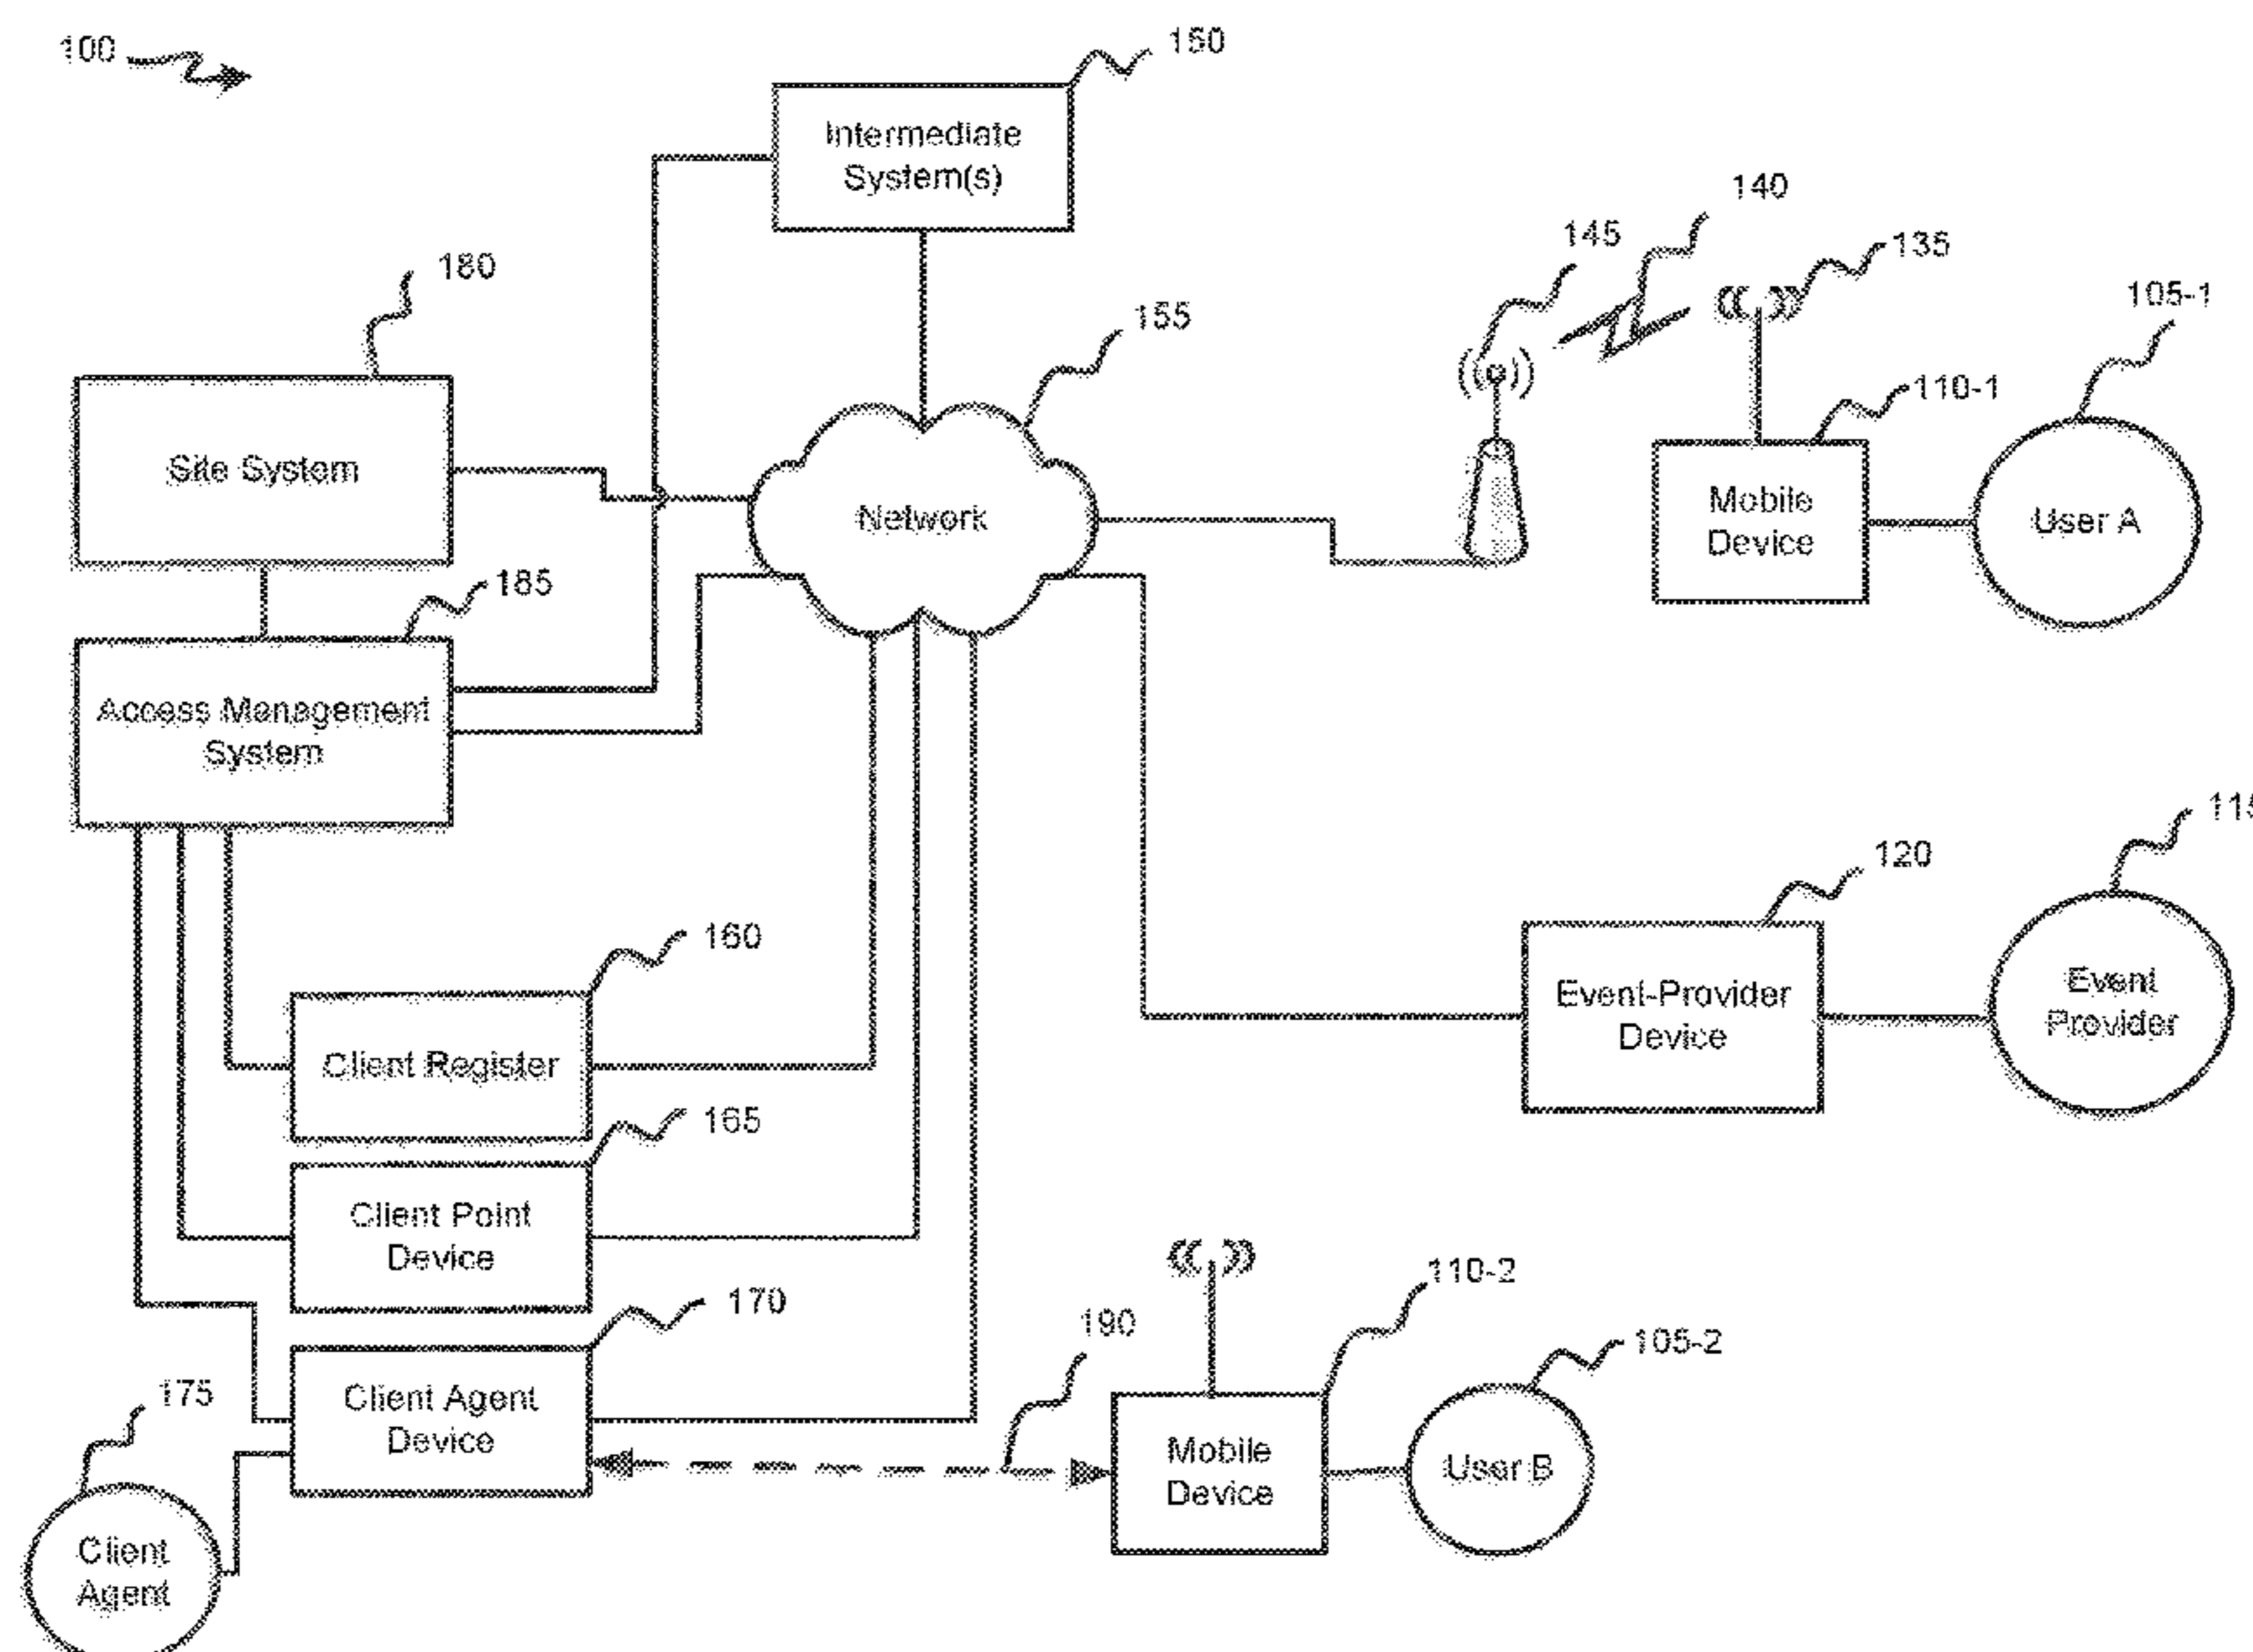 100
150
Intermediate
System(s)
140
145
135
180
105-1
155
110-1
Site System
Network
Mobile
Device
User A
185
Access Management
System
115
120
160
Event-Provider
Device
Event
Provider
Client Register
165
Client Point
Device
110-2
170
190
105-2
175
Client Agent
Device
Mobile
Device
User B
Client
Agent